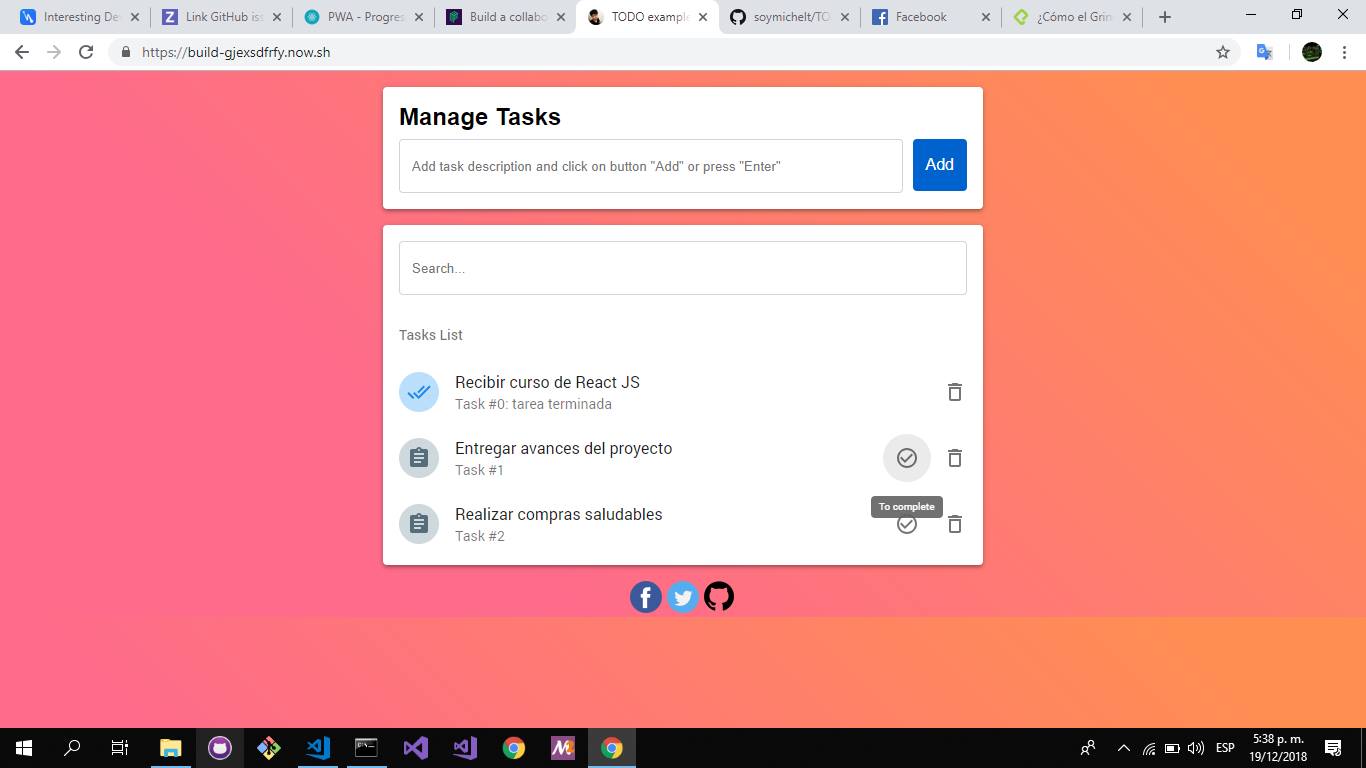 Interesting De
Link GitHub iss
PWA - Progres
Build a collabo
TODO example
soymichelt/TO
Facebook
¿Cómo el Grin
https://build-gjexsdfrfy.now.sh
Manage Tasks
Add task description and click on button "Add" or press "Enter"
Add
Search...
Tasks List
Recibir curso de React JS
Task #0: tarea terminada
Entregar avances del proyecto
Task #1
To complete
Realizar compras saludables
Task #2
ESP
5:38 p. m.
19/12/2018